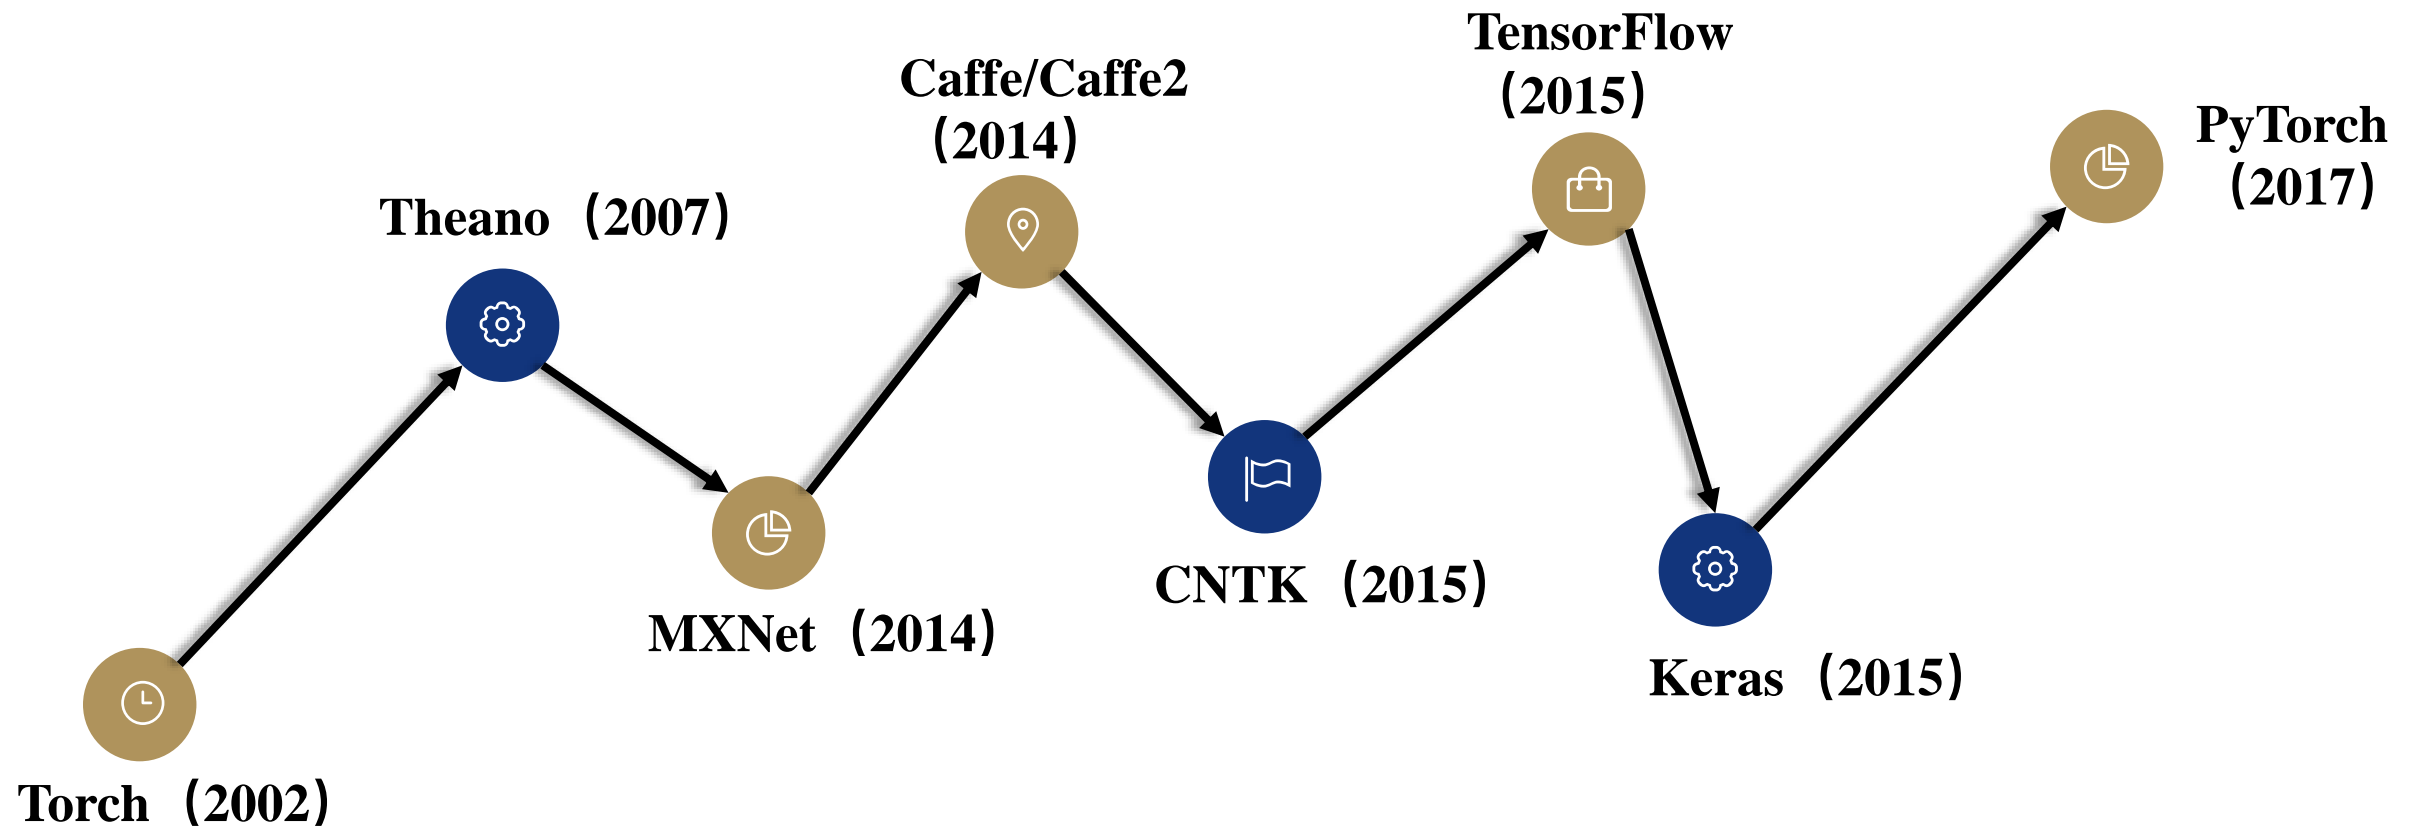 Torch（2002）
Theano（2007）
MXNet（2014）
Caffe/Caffe2
（2014）
CNTK（2015）
TensorFlow
（2015）
Keras（2015）
PyTorch
（2017）